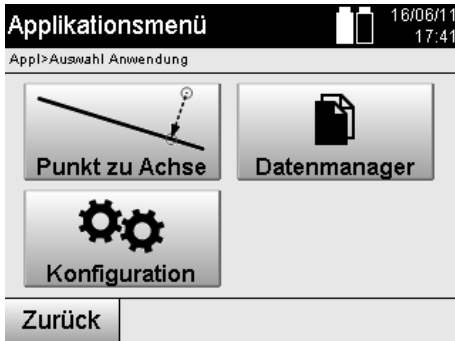 Applikationsmenü
16/06/11
17:41
Appl>Auswahl Anwendung
Punkt zu Achse
Datenmanager
Konfiguration
Zurück